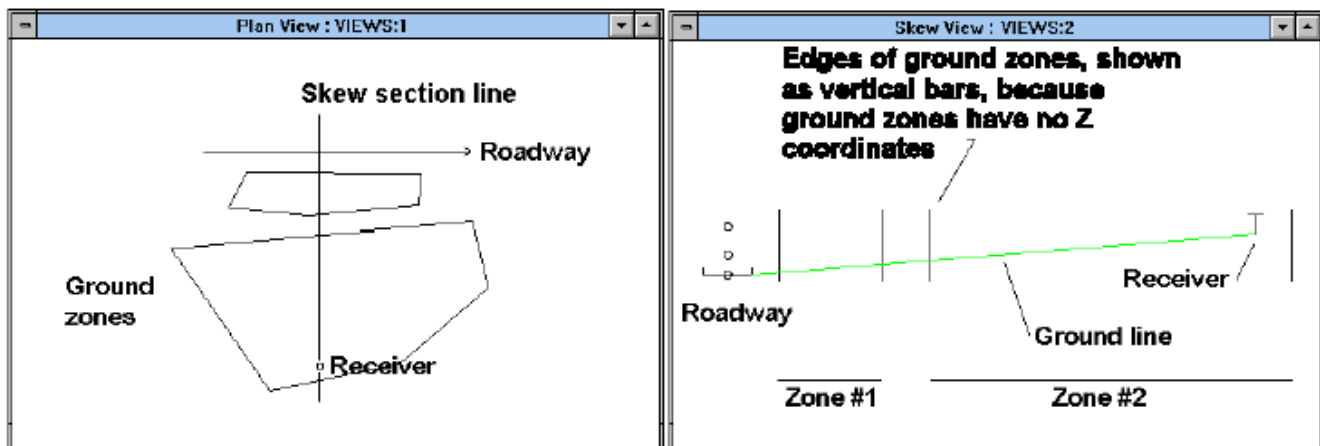 Plan View : VIEWS:1
Skew section line
Roadway
Ground
zones
Receiver
Skew View : VIEWS:2
Edges of ground zones, shown
as vertical bars, because
ground zones have no Z
coordinates
Receiver
Roadway
Ground line
Zone #1
Zone #2